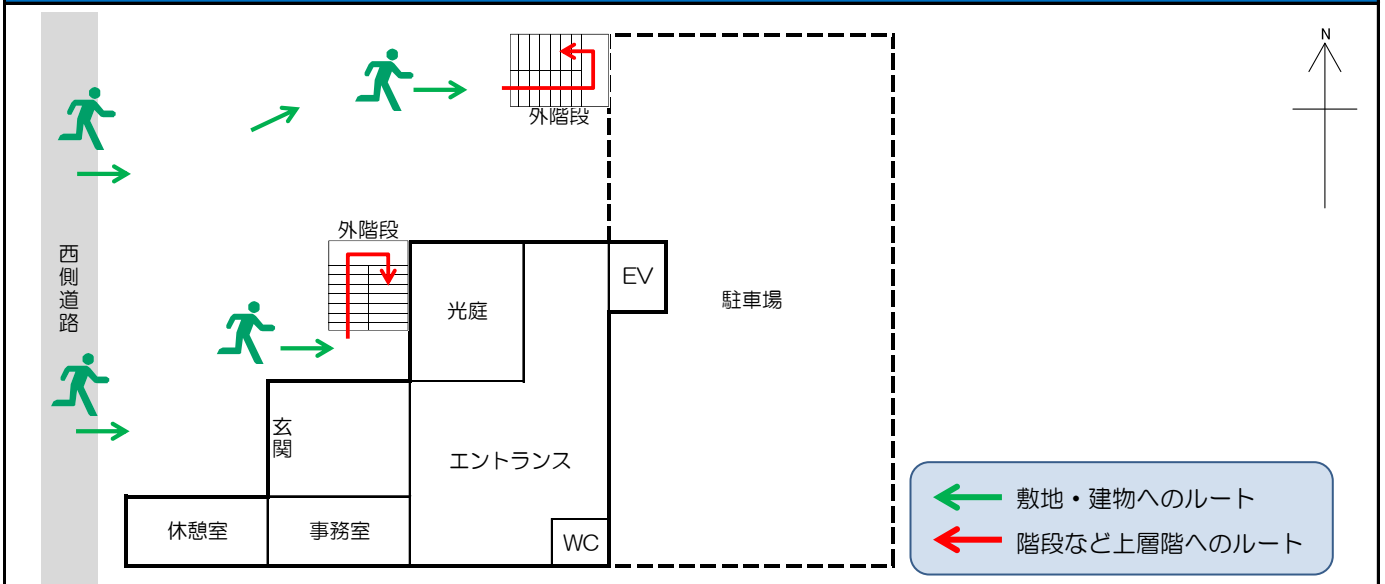 N
外階段
外階段
西側道路
光庭
EV
駐車場
玄関
エントランス
休憩室
事務室
WC
敷地・建物へのルート
階段など上層階へのルート